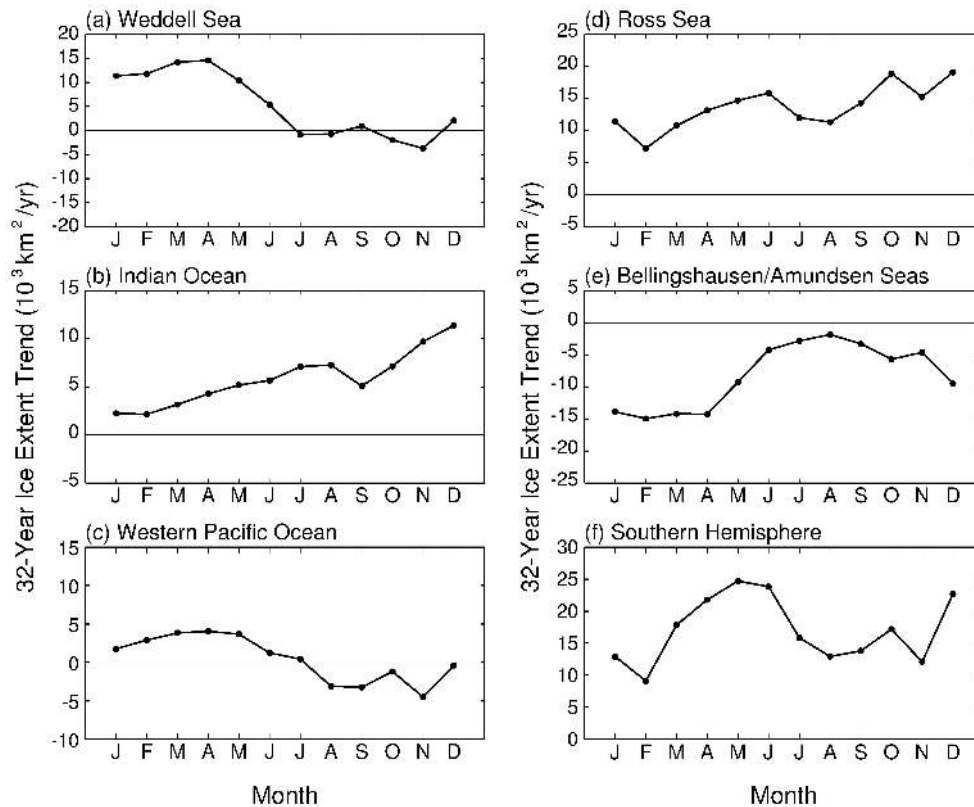 (a) Weddell Sea
20
15
10
5
0
-5
-10
-15
-20
J F M A M J J A S O N D
(b) Indian Ocean
15
10
5
0
-5
J F M A M J J A S O N D
(c) Western Pacific Ocean
15
10
5
0
-5
-10
J F M A M J J A S O N D
Month
32-Year Ice Extent Trend (10³ km²/yr)
(d) Ross Sea
25
20
15
10
5
0
-5
J F M A M J J A S O N D
(e) Bellingshausen/Amundsen Seas
5
0
-5
-10
-15
-20
-25
J F M A M J J A S O N D
(f) Southern Hemisphere
30
25
20
15
10
5
0
J F M A M J J A S O N D
Month
32-Year Ice Extent Trend (10³ km²/yr)